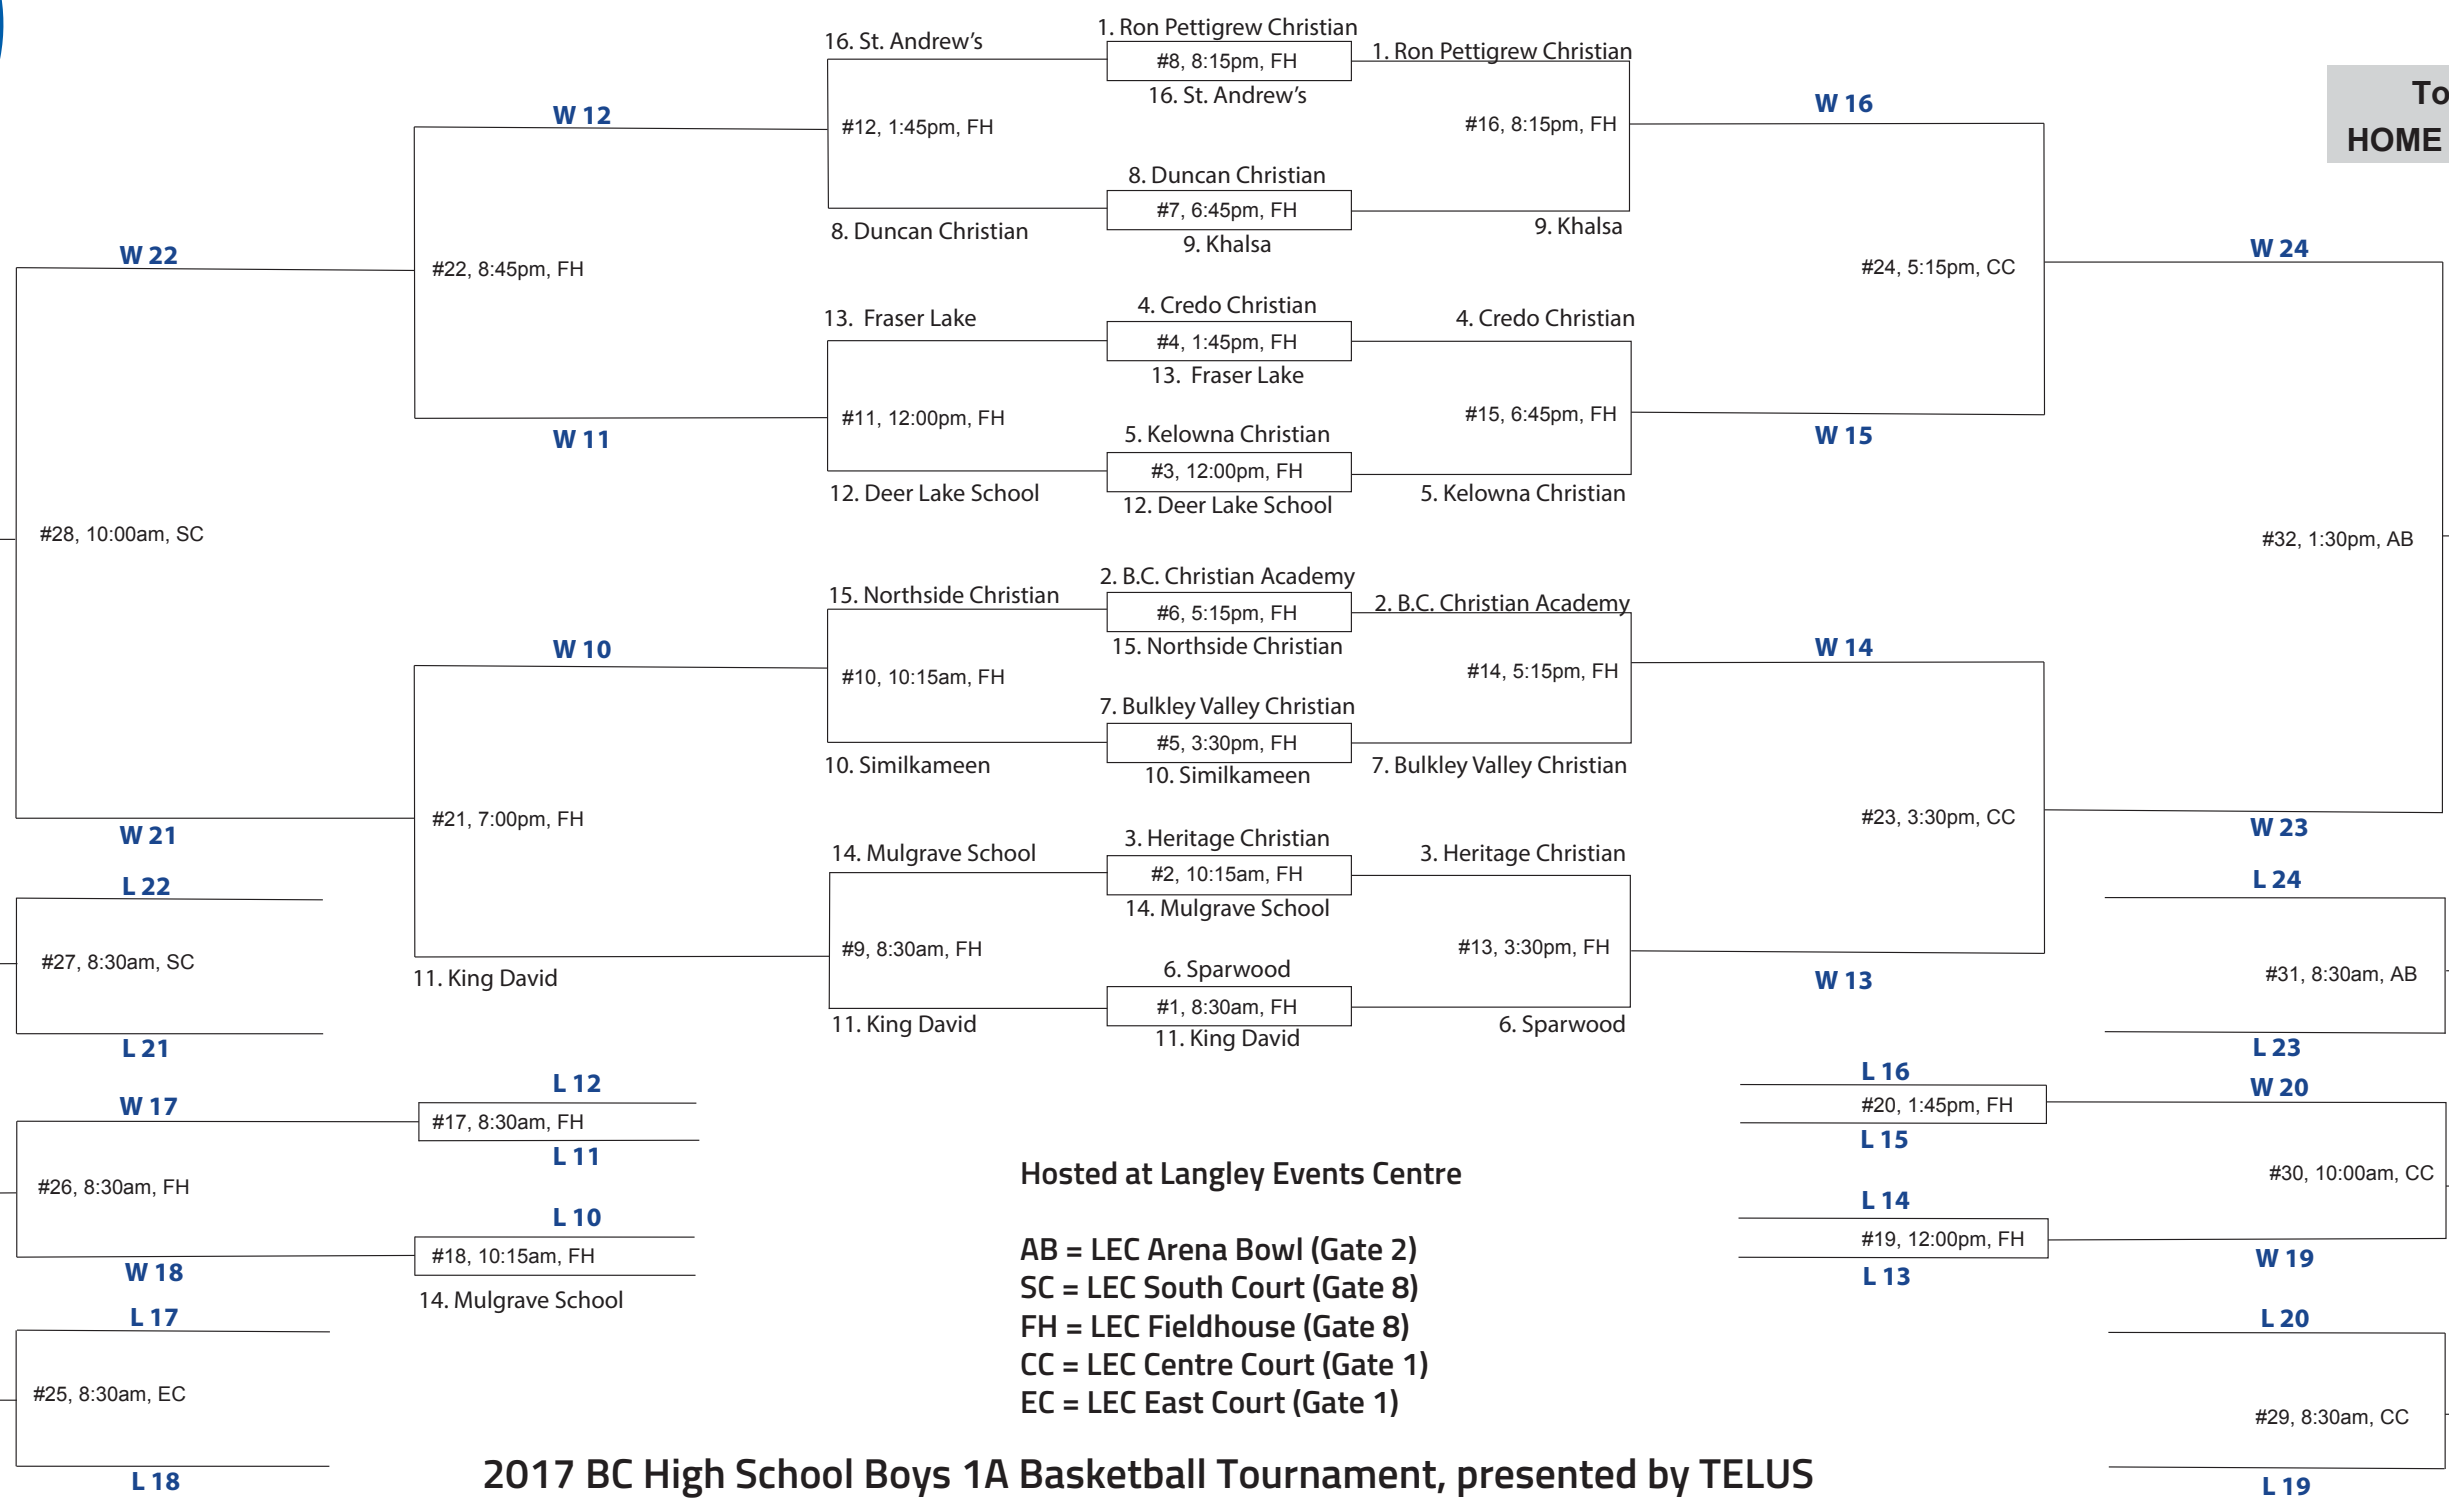 To
HOME
W 22
#28, 10:00am, SC
W 21
L 22
#27, 8:30am, SC
L 21
W 17
#26, 8:30am, FH
W 18
L 17
#25, 8:30am, EC
L 18
W 12
#22, 8:45pm, FH
W 11
W 10
#21, 7:00pm, FH
11. King David
L 12
#17, 8:30am, FH
L 11
L 10
#18, 10:15am, FH
14. Mulgrave School
16. St. Andrew's
#12, 1:45pm, FH
8. Duncan Christian
13. Fraser Lake
#11, 12:00pm, FH
12. Deer Lake School
15. Northside Christian
#10, 10:15am, FH
10. Similkameen
14. Mulgrave School
#9, 8:30am, FH
11. King David
1. Ron Pettigrew Christian
#8, 8:15pm, FH
16. St. Andrew's
8. Duncan Christian
#7, 6:45pm, FH
9. Khalsa
4. Credo Christian
#4, 1:45pm, FH
13. Fraser Lake
5. Kelowna Christian
#3, 12:00pm, FH
12. Deer Lake School
2. B.C. Christian Academy
#6, 5:15pm, FH
15. Northside Christian
7. Bulkley Valley Christian
#5, 3:30pm, FH
10. Similkameen
3. Heritage Christian
#2, 10:15am, FH
14. Mulgrave School
6. Sparwood
#1, 8:30am, FH
11. King David
1. Ron Pettigrew Christian
#16, 8:15pm, FH
9. Khalsa
4. Credo Christian
#15, 6:45pm, FH
5. Kelowna Christian
2. B.C. Christian Academy
#14, 5:15pm, FH
7. Bulkley Valley Christian
3. Heritage Christian
#13, 3:30pm, FH
6. Sparwood
W 16
#24, 5:15pm, CC
W 15
W 14
#23, 3:30pm, CC
W 13
L 16
#20, 1:45pm, FH
L 15
L 14
#19, 12:00pm, FH
L 13
W 24
#32, 1:30pm, AB
W 23
L 24
#31, 8:30am, AB
L 23
W 20
#30, 10:00am, CC
W 19
L 20
#29, 8:30am, CC
L 19
Hosted at Langley Events Centre
AB = LEC Arena Bowl (Gate 2)
SC = LEC South Court (Gate 8)
FH = LEC Fieldhouse (Gate 8)
CC = LEC Centre Court (Gate 1)
EC = LEC East Court (Gate 1)
2017 BC High School Boys 1A Basketball Tournament, presented by TELUS